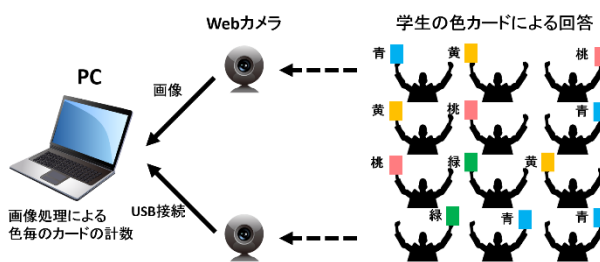 Webカメラ
学生の色カードによる回答
PC
画像
USB接続
画像処理による
色毎のカードの計数
青 黄 桃
黄 桃 青
桃 緑 黄
緑 青 青